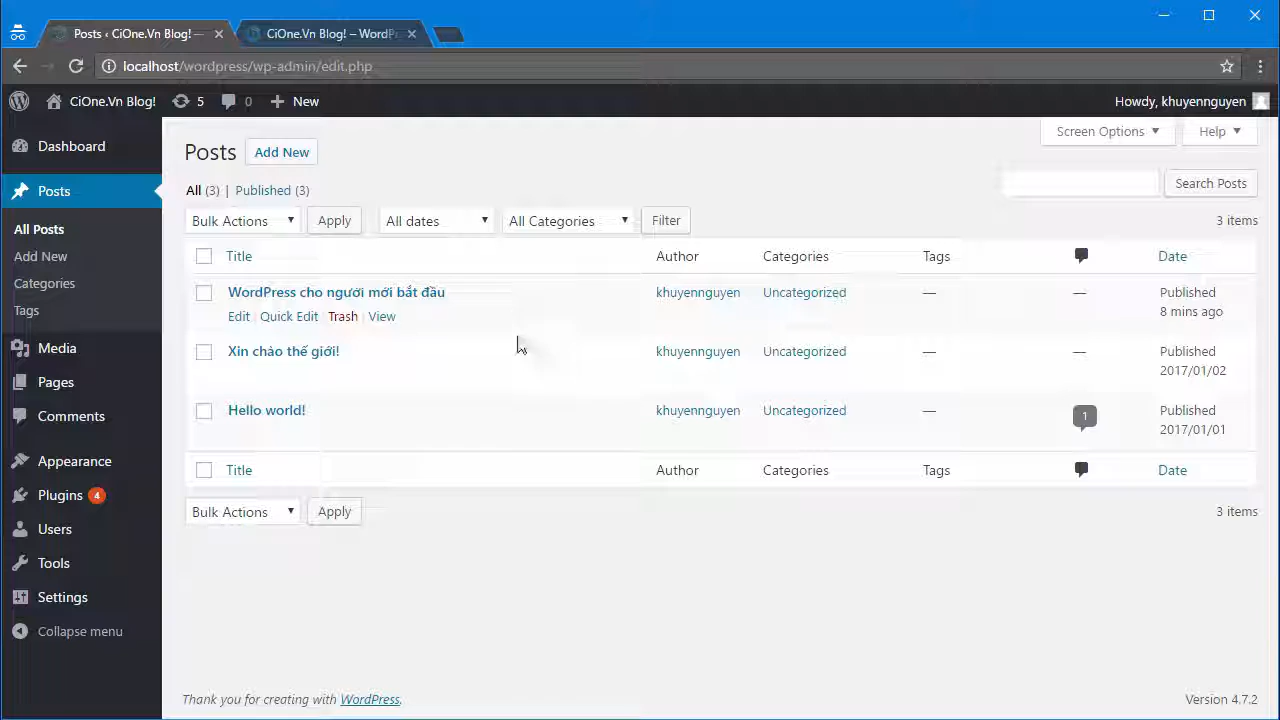 Posts ‹ CiOne.Vn Blog! —
CiOne.Vn Blog! – WordPr
localhost/wordpress/wp-admin/edit.php
CiOne.Vn Blog! 5 0 New
Howdy, khuyennguyen
Dashboard
Posts
All Posts
Add New
Categories
Tags
Media
Pages
Comments
Appearance
Plugins 4
Users
Tools
Settings
Collapse menu
Screen Options Help
Posts Add New
All (3) | Published (3)
Search Posts
Bulk Actions Apply All dates All Categories Filter 3 items
Title Author Categories Tags Date
WordPress cho người mới bắt đầu khuyennguyen Uncategorized — — Published
8 mins ago
Edit | Quick Edit | Trash | View
Xin chào thế giới! khuyennguyen Uncategorized — — Published
2017/01/02
Hello world! khuyennguyen Uncategorized — 1 Published
2017/01/01
Title Author Categories Tags Date
Bulk Actions Apply 3 items
Thank you for creating with WordPress. Version 4.7.2